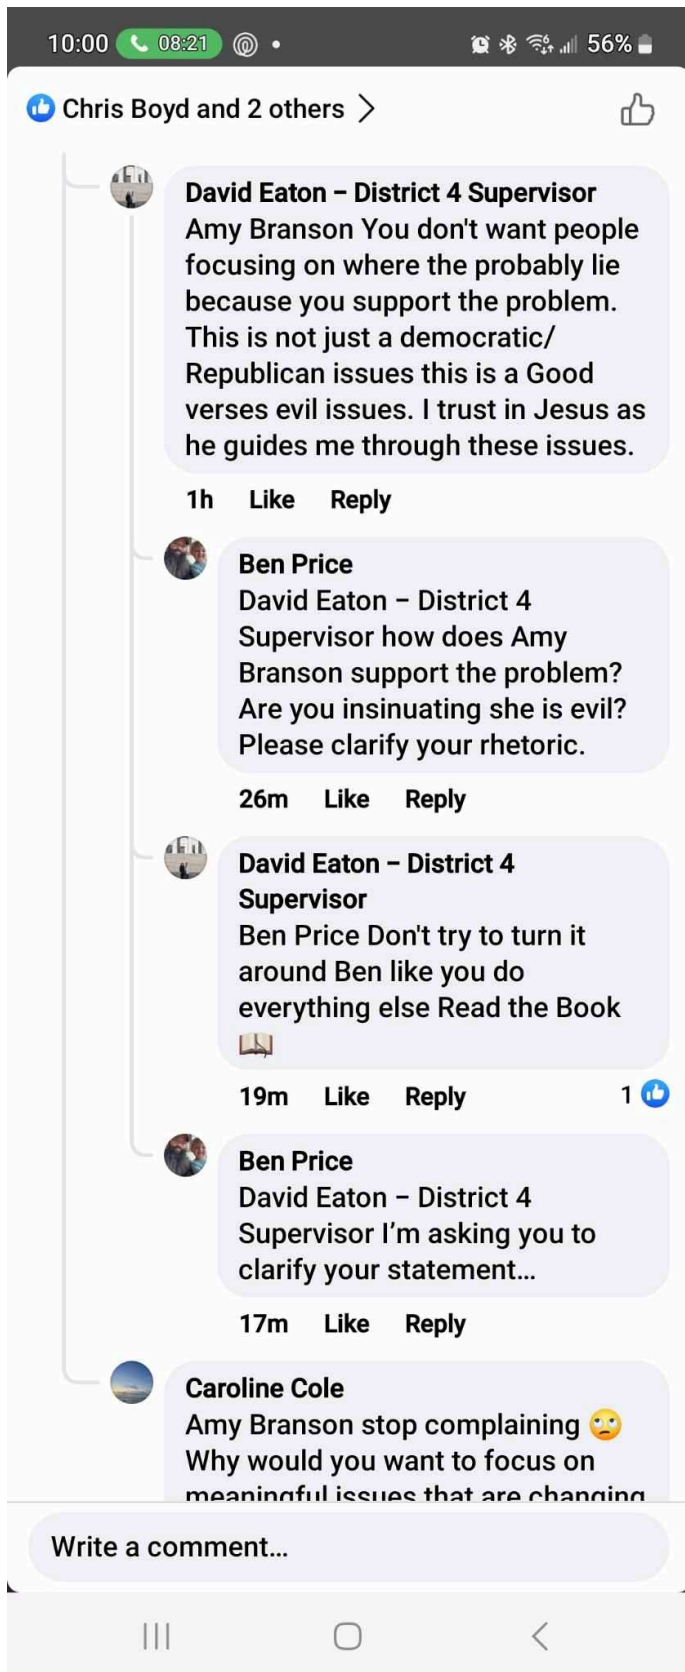 10:00 08:21 56%
Chris Boyd and 2 others
David Eaton – District 4 Supervisor
Amy Branson You don't want people
focusing on where the probably lie
because you support the problem.
This is not just a democratic/
Republican issues this is a Good
verses evil issues. I trust in Jesus as
he guides me through these issues.
1h Like Reply
Ben Price
David Eaton – District 4
Supervisor how does Amy
Branson support the problem?
Are you insinuating she is evil?
Please clarify your rhetoric.
26m Like Reply
David Eaton – District 4
Supervisor
Ben Price Don't try to turn it
around Ben like you do
everything else Read the Book
19m Like Reply 1
Ben Price
David Eaton – District 4
Supervisor I'm asking you to
clarify your statement...
17m Like Reply
Caroline Cole
Amy Branson stop complaining
Why would you want to focus on
meaningful issues that are changing
Write a comment...